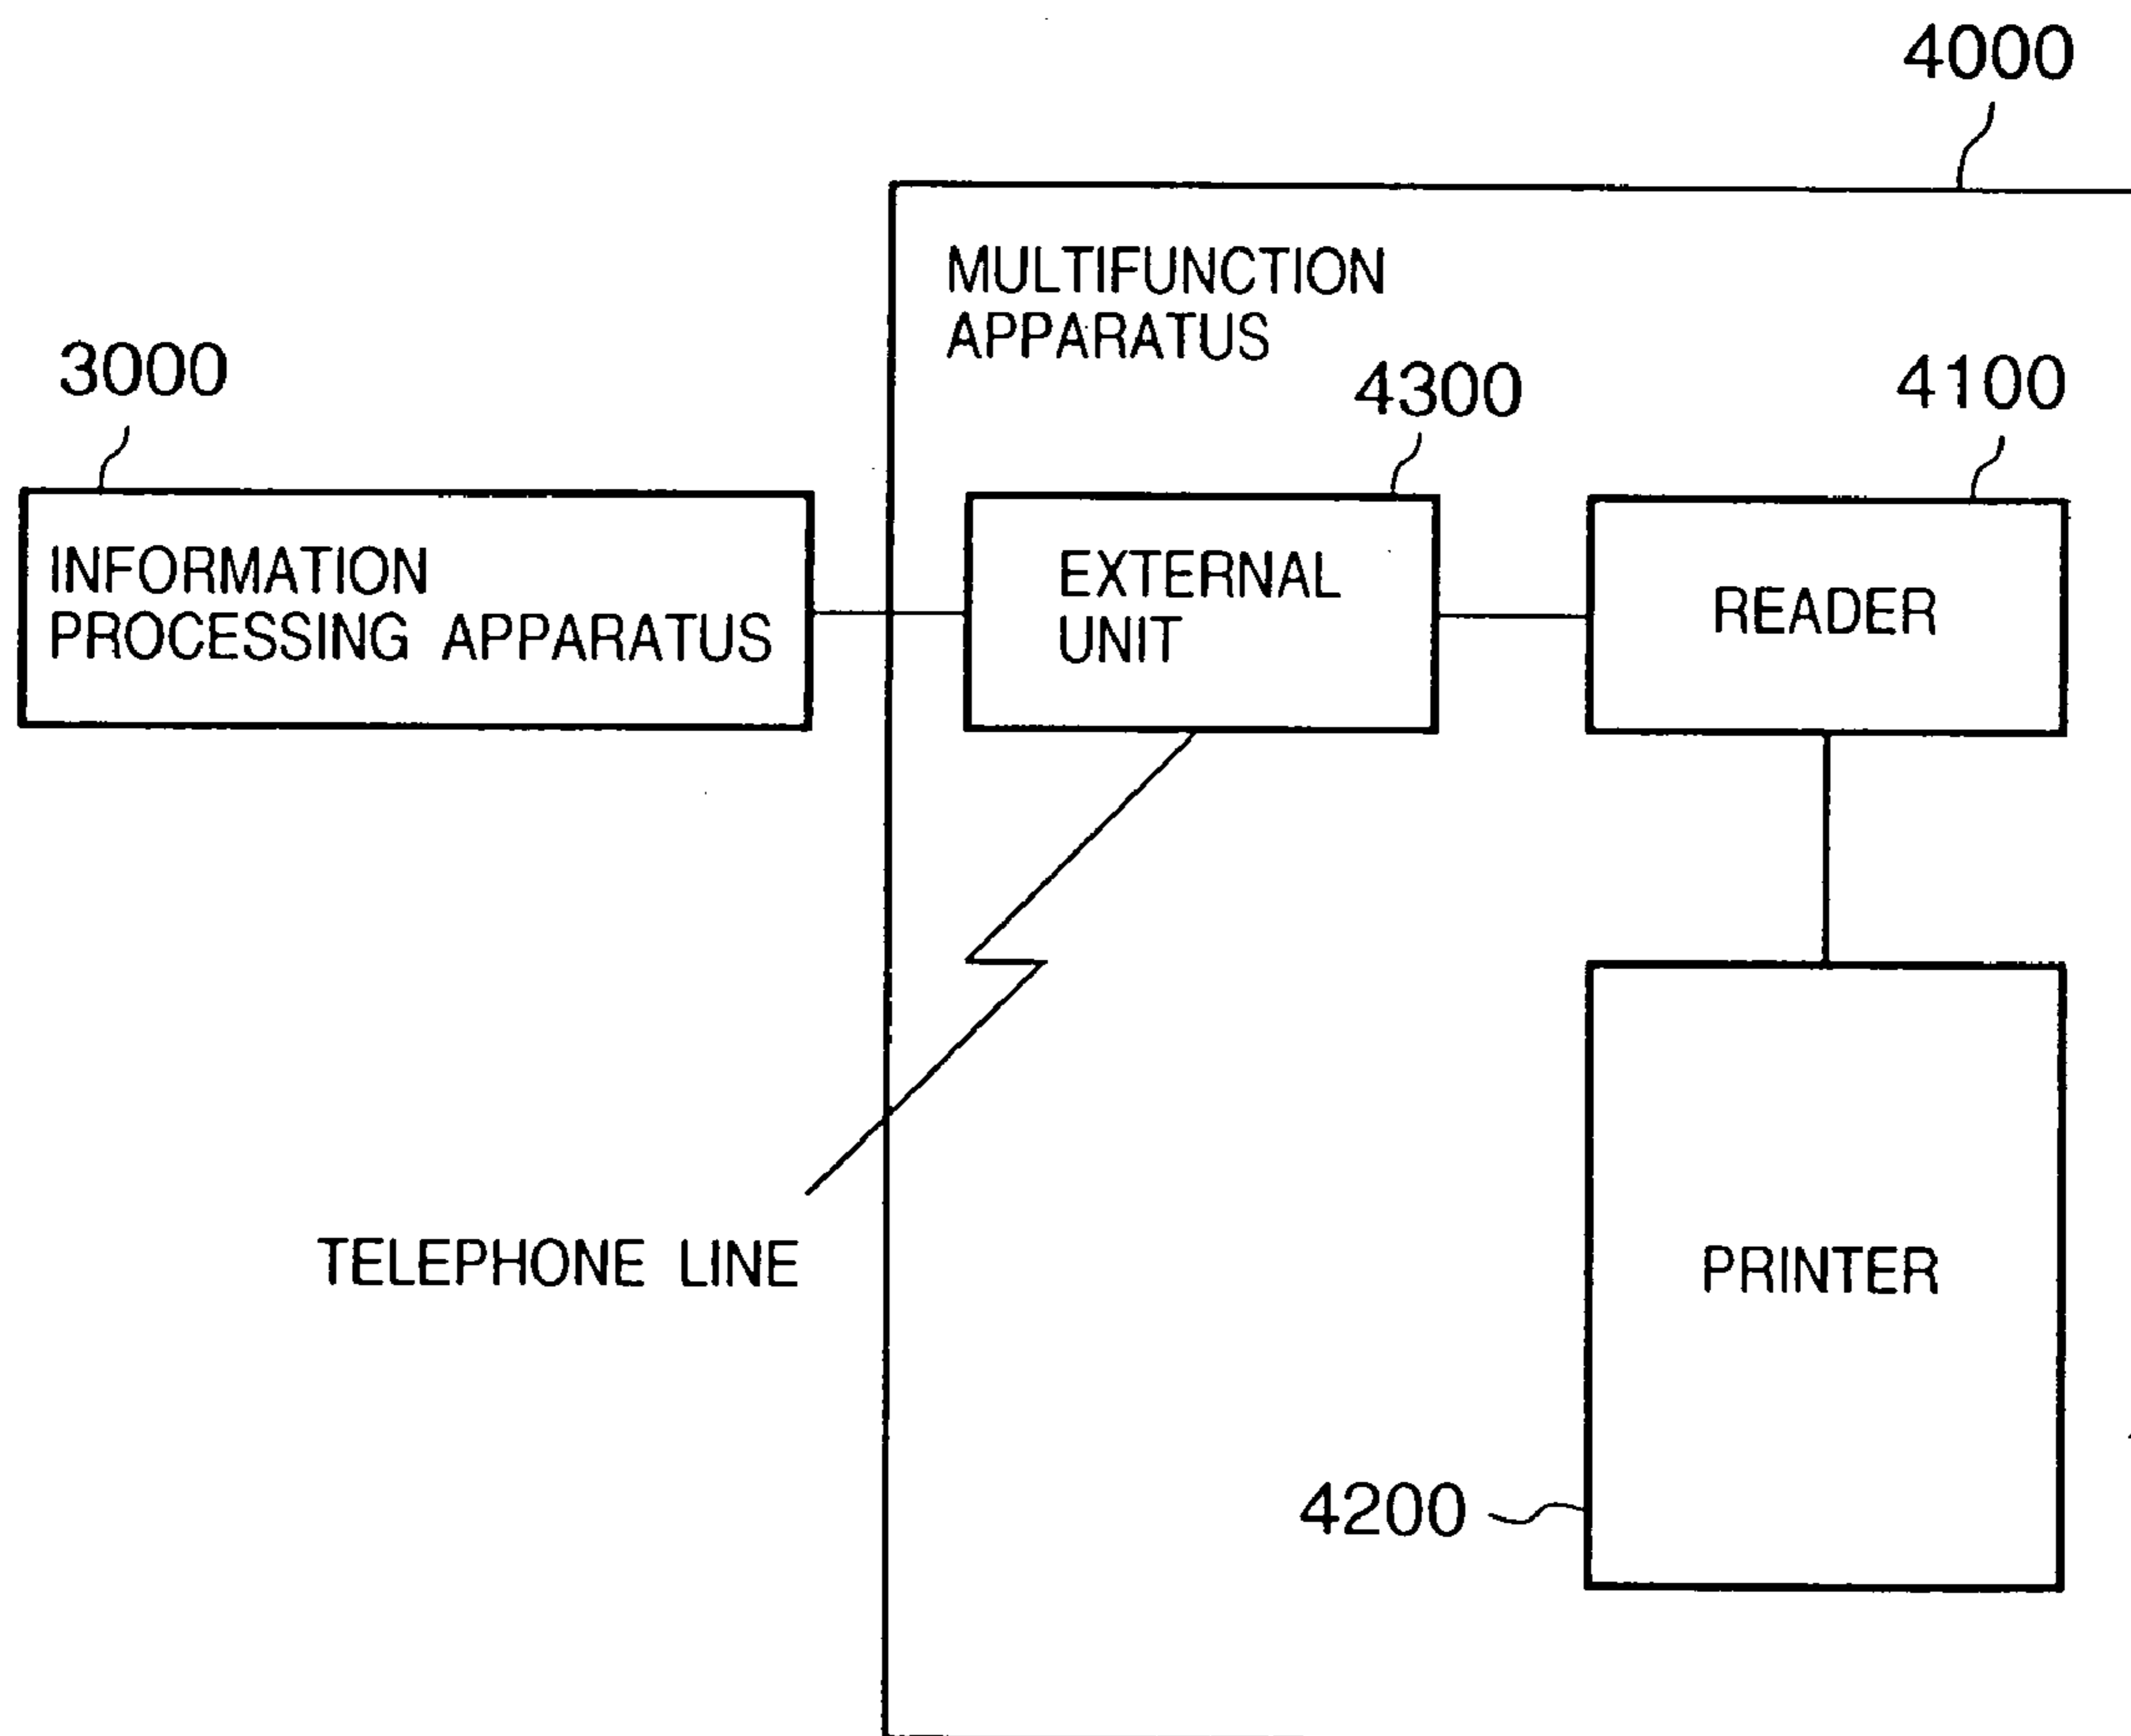 4000
MULTIFUNCTION
APPARATUS
3000
4300
4100
INFORMATION
PROCESSING APPARATUS
EXTERNAL
UNIT
READER
TELEPHONE LINE
PRINTER
4200